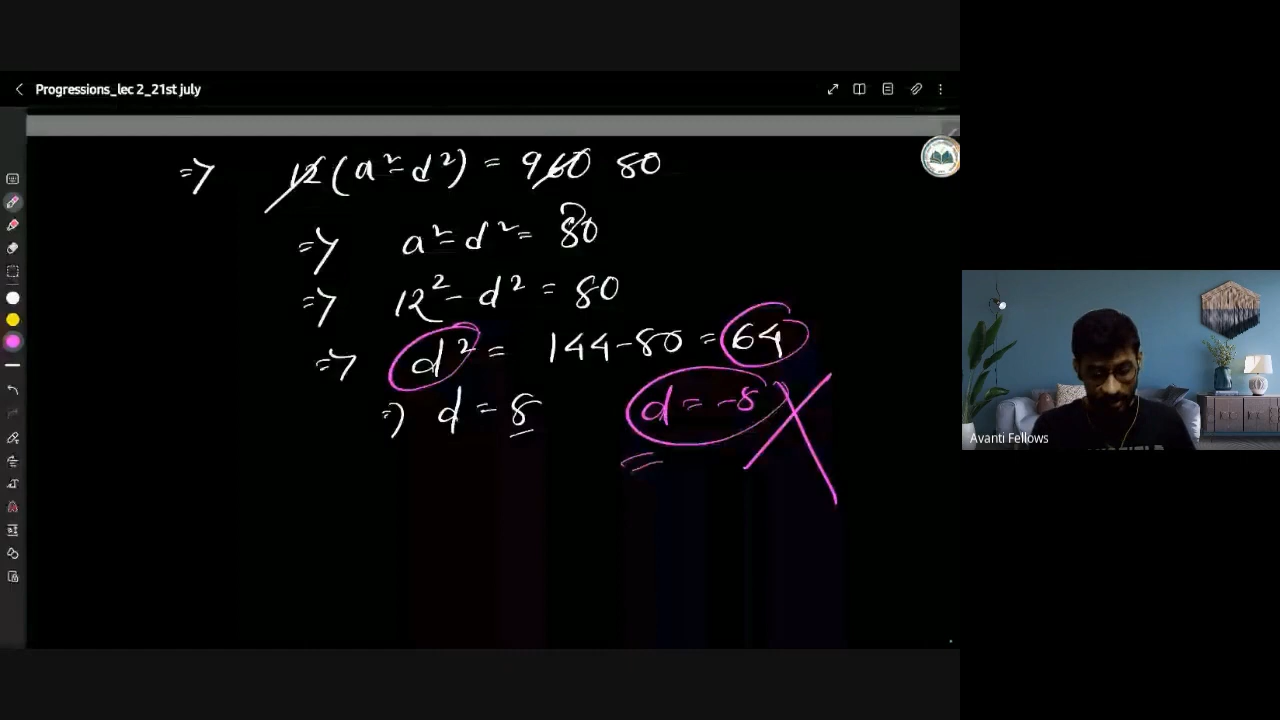 Progressions_lec 2_21st july
=> 12 (a² - d²) = 960 80
=> a² - d² = 80
=> 12² - d² = 80
=> d² = 144 - 80 = 64
=> d = 8 d = -8
Avanti Fellows